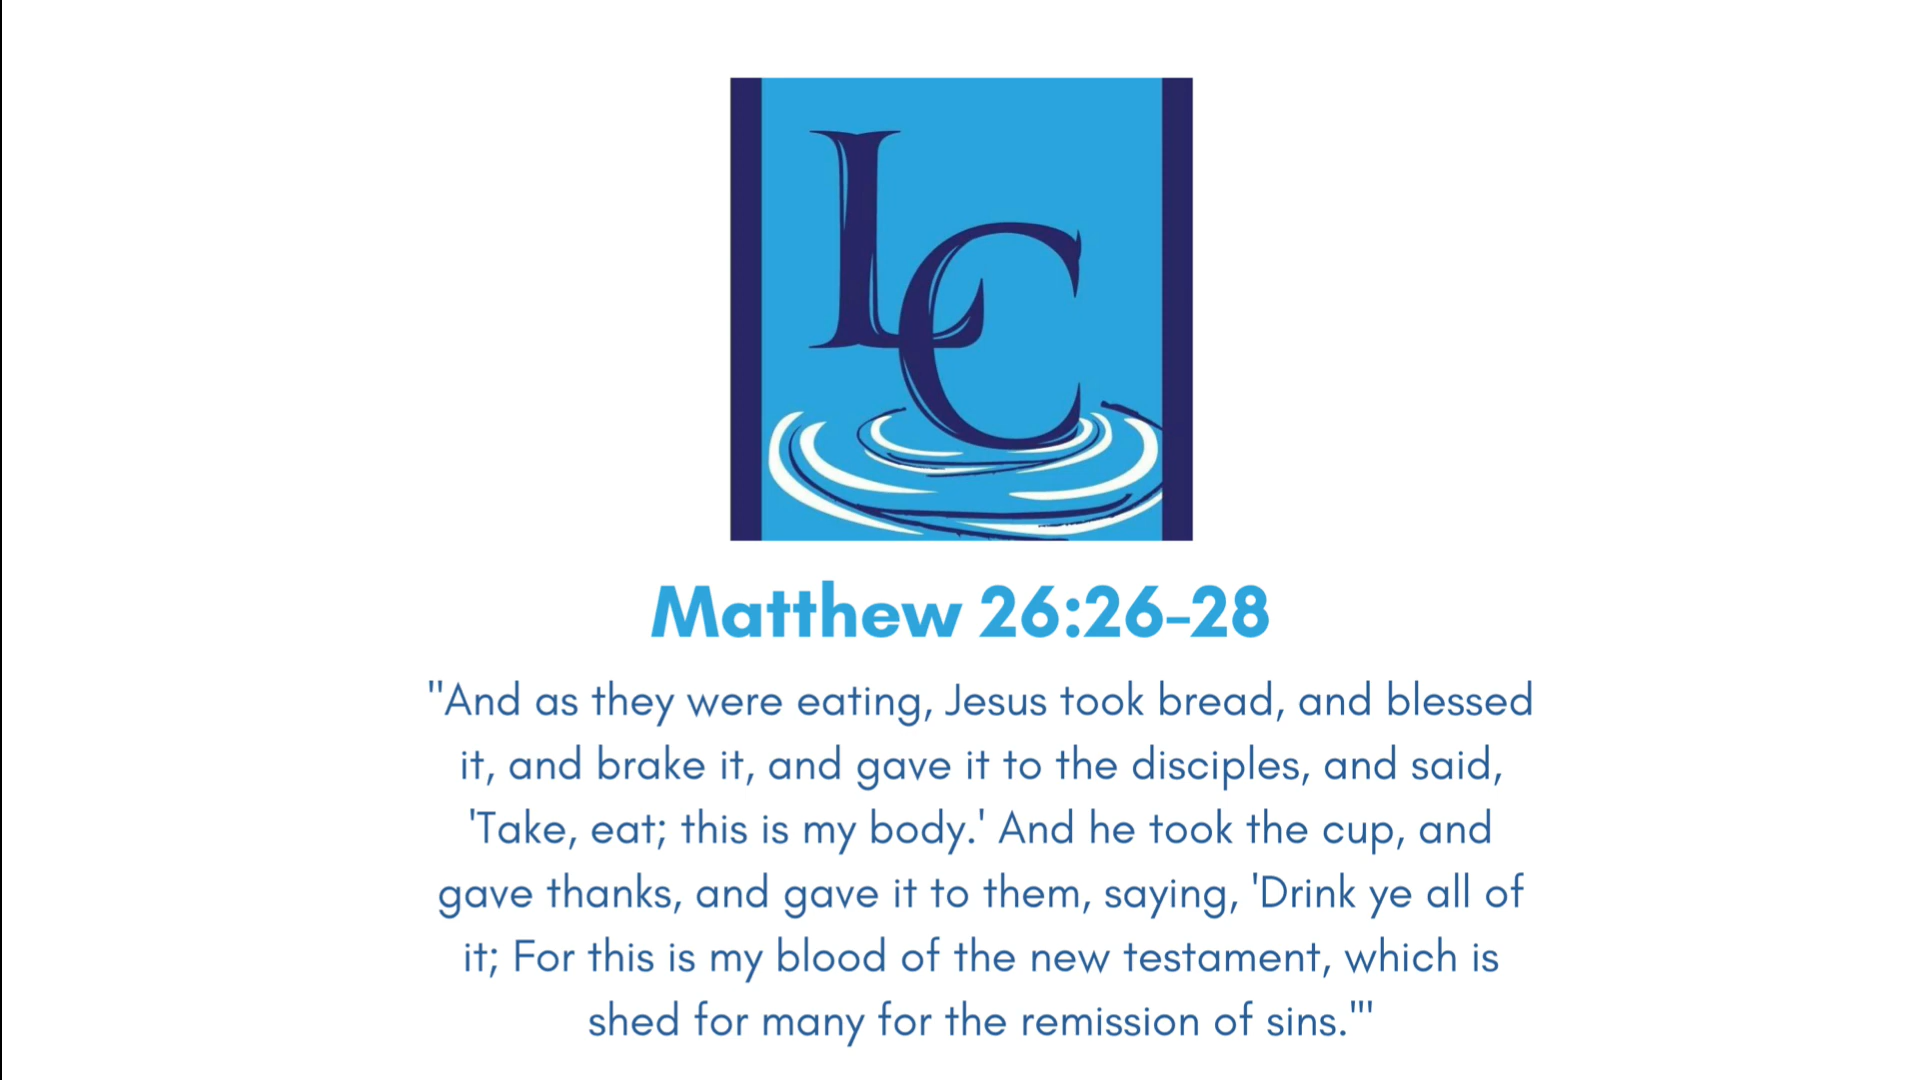 LC
Matthew 26:26-28
"And as they were eating, Jesus took bread, and blessed
it, and brake it, and gave it to the disciples, and said,
'Take, eat; this is my body.' And he took the cup, and
gave thanks, and gave it to them, saying, 'Drink ye all of
it; For this is my blood of the new testament, which is
shed for many for the remission of sins.'"